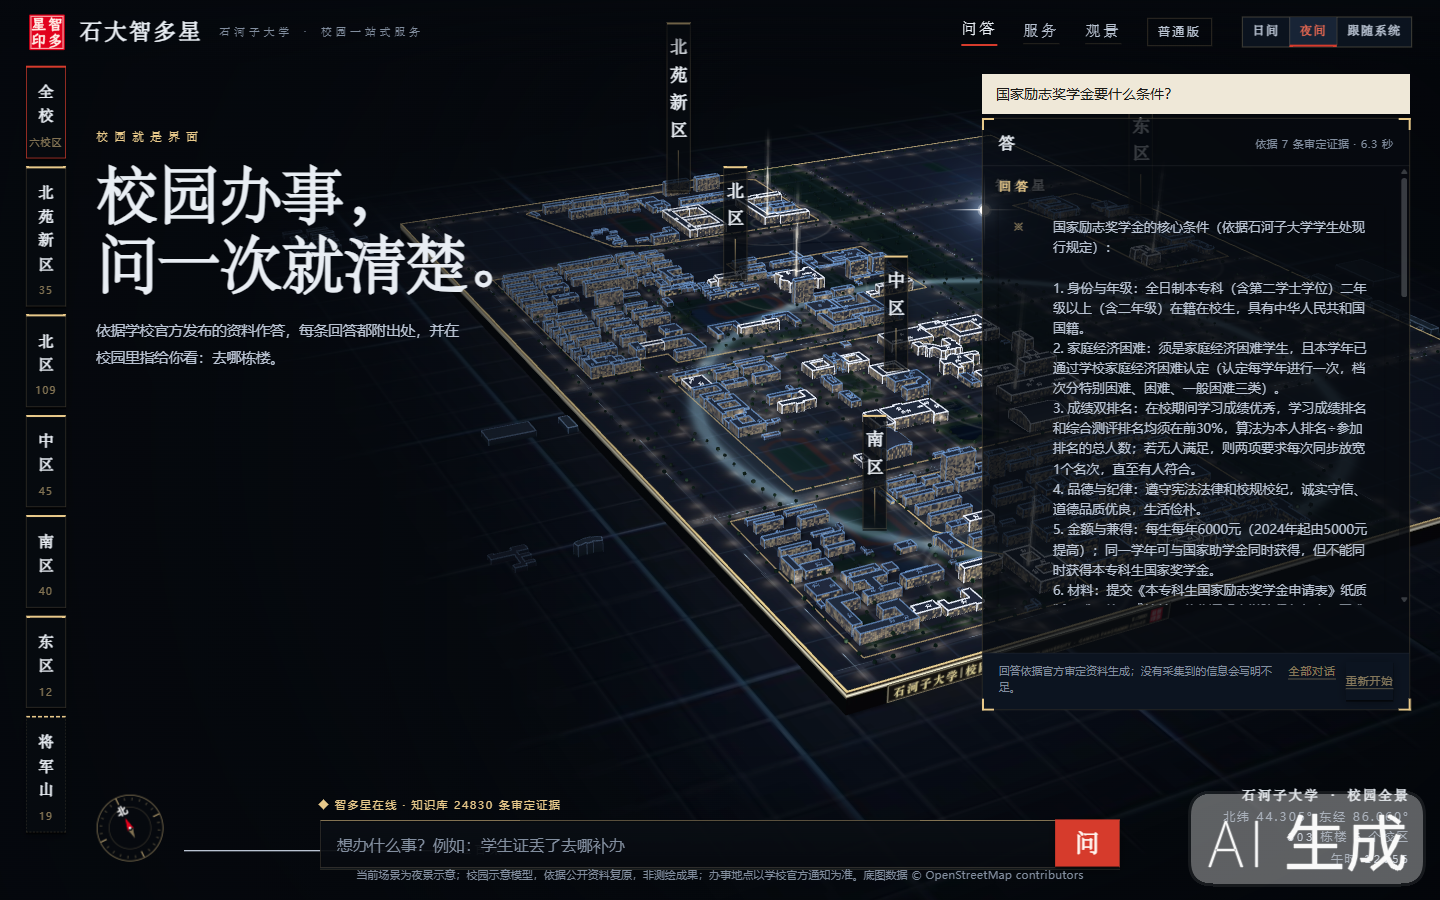 星智
印多
石大智多星
石河子大学 · 校园一站式服务
问答
服务
观景
普通版
日间
夜间
跟随系统
全校
六校区
北苑新区
35
北区
109
中区
45
南区
40
东区
12
将军山
19
校园就是界面
校园办事，
问一次就清楚。
依据学校官方发布的资料作答，每条回答都附出处，并在
校园里指给你看：去哪栋楼。
北苑新区
北区
中区
南区
东区
石河子大学
北
国家励志奖学金要什么条件？
答
依据 7 条审定证据 · 6.3 秒
回答
国家励志奖学金的核心条件（依据石河子大学学生处现
行规定）：
1. 身份与年级：全日制本专科（含第二学士学位）二年
级以上（含二年级）在籍在校生，具有中华人民共和国
国籍。
2. 家庭经济困难：须是家庭经济困难学生，且本学年已
通过学校家庭经济困难认定（认定每学年进行一次，档
次分特别困难、困难、一般困难三类）。
3. 成绩双排名：在校期间学习成绩优秀，学习成绩排名
和综合测评排名均须在前30%，算法为本人排名÷参加
排名的总人数；若无人满足，则两项要求每次同步放宽
1个名次，直至有人符合。
4. 品德与纪律：遵守宪法法律和校规校纪，诚实守信、
道德品质优良，生活俭朴。
5. 金额与兼得：每生每年6000元（2024年起由5000元
提高）；同一学年可与国家助学金同时获得，但不能同
时获得本专科生国家奖学金。
6. 材料：提交《本专科生国家励志奖学金申请表》纸质
回答依据官方审定资料生成；没有采集到的信息会写明不
足。
全部对话
重新开始
智多星在线 · 知识库 24830 条审定证据
想办什么事？例如：学生证丢了去哪补办
问
当前场景为夜景示意；校园示意模型，依据公开资料复原，非测绘成果；办事地点以学校官方通知为准。底图数据 © OpenStreetMap contributors
石河子大学 · 校园全景
北纬 44.305° 东经 86.060°
AI 生成